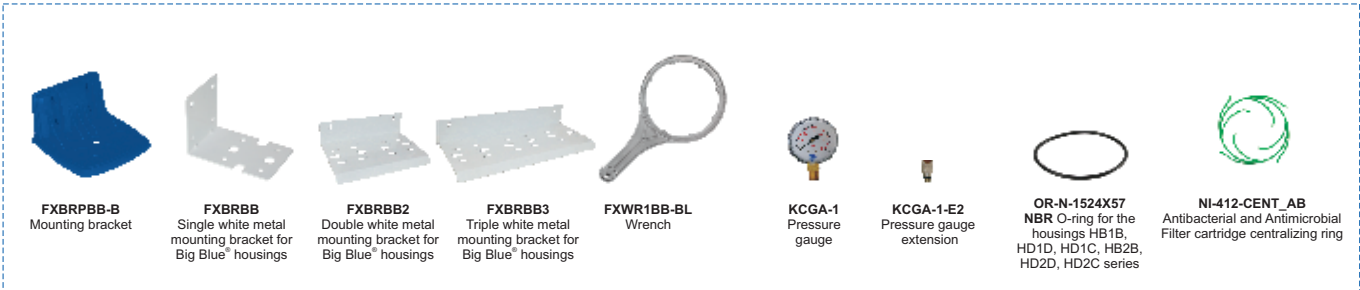 FXBRPBB-B
Mounting bracket
FXBRBB
Single white metal
mounting bracket for
Big Blue® housings
FXBRBB2
Double white metal
mounting bracket for
Big Blue® housings
FXBRBB3
Triple white metal
mounting bracket for
Big Blue® housings
FXWR1BB-BL
Wrench
KCGA-1
Pressure
gauge
KCGA-1-E2
Pressure gauge
extension
OR-N-1524X57
NBR O-ring for the
housings HB1B,
HD1D, HD1C, HB2B,
HD2D, HD2C series
NI-412-CENT_AB
Antibacterial and Antimicrobial
Filter cartridge centralizing ring